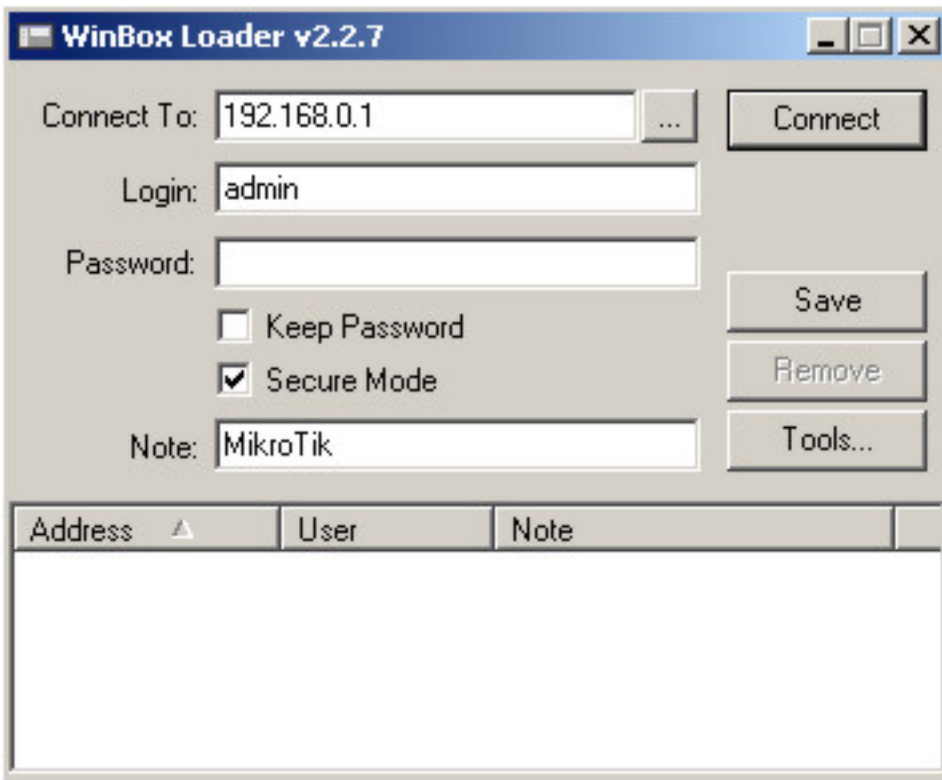 WinBox Loader v2.2.7
Connect To: 192.168.0.1 ... Connect
Login: admin
Password:
Save
Keep Password
Remove
Secure Mode
Note: MikroTik Tools...
Address User Note